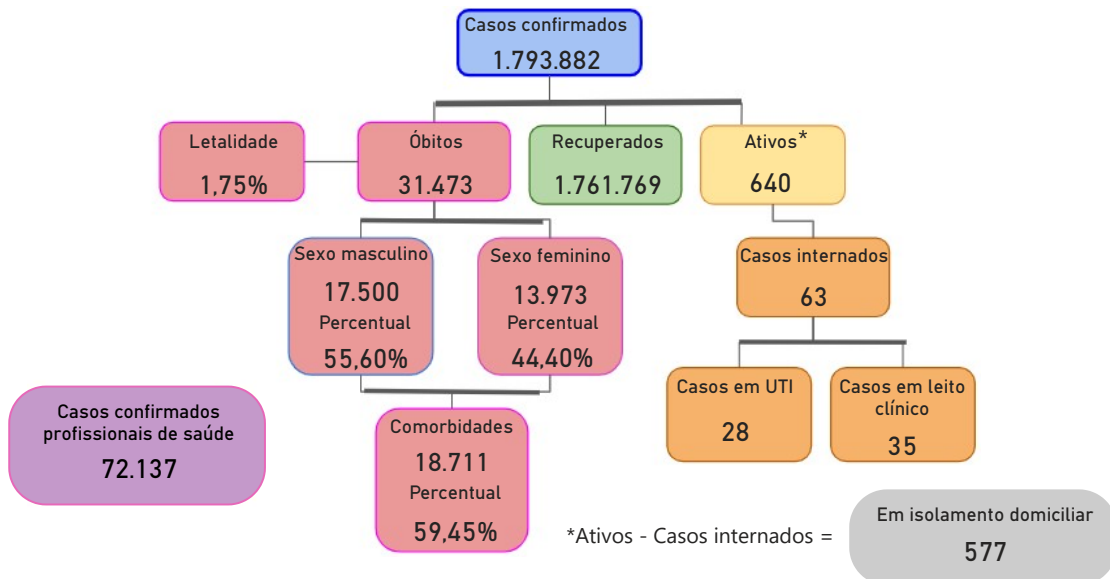 Casos confirmados
1.793.882
Letalidade
1,75%
Óbitos
31.473
Recuperados
1.761.769
Ativos*
640
Sexo masculino
17.500
Percentual
55,60%
Sexo feminino
13.973
Percentual
44,40%
Casos internados
63
Casos em UTI
28
Casos em leito
clínico
35
Casos confirmados
profissionais de saúde
72.137
Comorbidades
18.711
Percentual
59,45%
*Ativos - Casos internados =
Em isolamento domiciliar
577